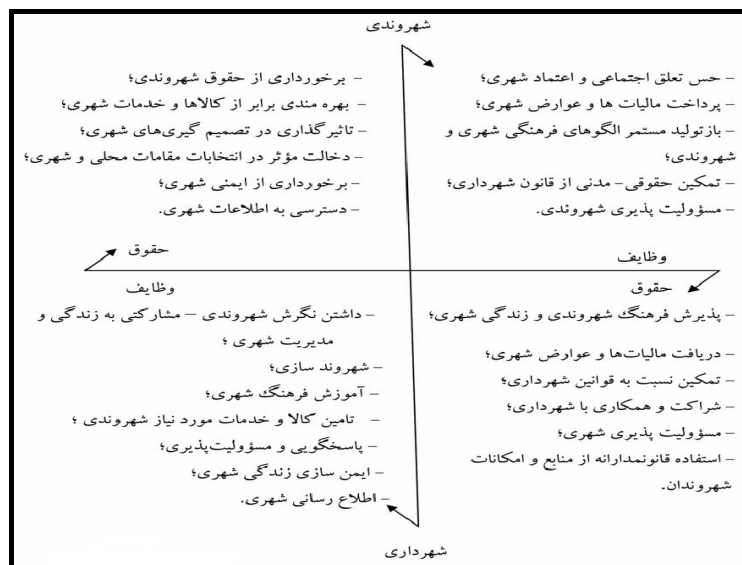 شهروندی
– حس تعلق اجتماعی و اعتماد شهری؛
– پرداخت مالیات ها و عوارض شهری؛
– بازتولید مستمر الگوهای فرهنگی شهری و
شهروندی؛
– تمکین حقوقی– مدنی از قانون شهرداری؛
– مسؤولیت پذیری شهروندی.
– برخورداری از حقوق شهروندی؛
– بهره مندی برابر از کالاها و خدمات شهری؛
– تاثیرگذاری در تصمیم گیری‌های شهری؛
– دخالت مؤثر در انتخابات مقامات محلی و شهری؛
– برخورداری از ایمنی شهری؛
– دسترسی به اطلاعات شهری.
وظایف
حقوق
حقوق
وظایف
– پذیرش فرهنگ شهروندی و زندگی شهری؛
– دریافت مالیات‌ها و عوارض شهری؛
– تمکین نسبت به قوانین شهرداری؛
– شراکت و همکاری با شهرداری؛
– مسؤولیت پذیری شهری؛
– استفاده قانونمدارانه از منابع و امکانات
شهروندان.
– داشتن نگرش شهروندی – مشارکتی به زندگی و
مدیریت شهری ؛
– شهروند سازی؛
– آموزش فرهنگ شهری؛
– تامین کالا و خدمات مورد نیاز شهروندی ؛
– پاسخگویی و مسؤولیت‌پذیری؛
– ایمن سازی زندگی شهری؛
– اطلاع رسانی شهری.
شهرداری